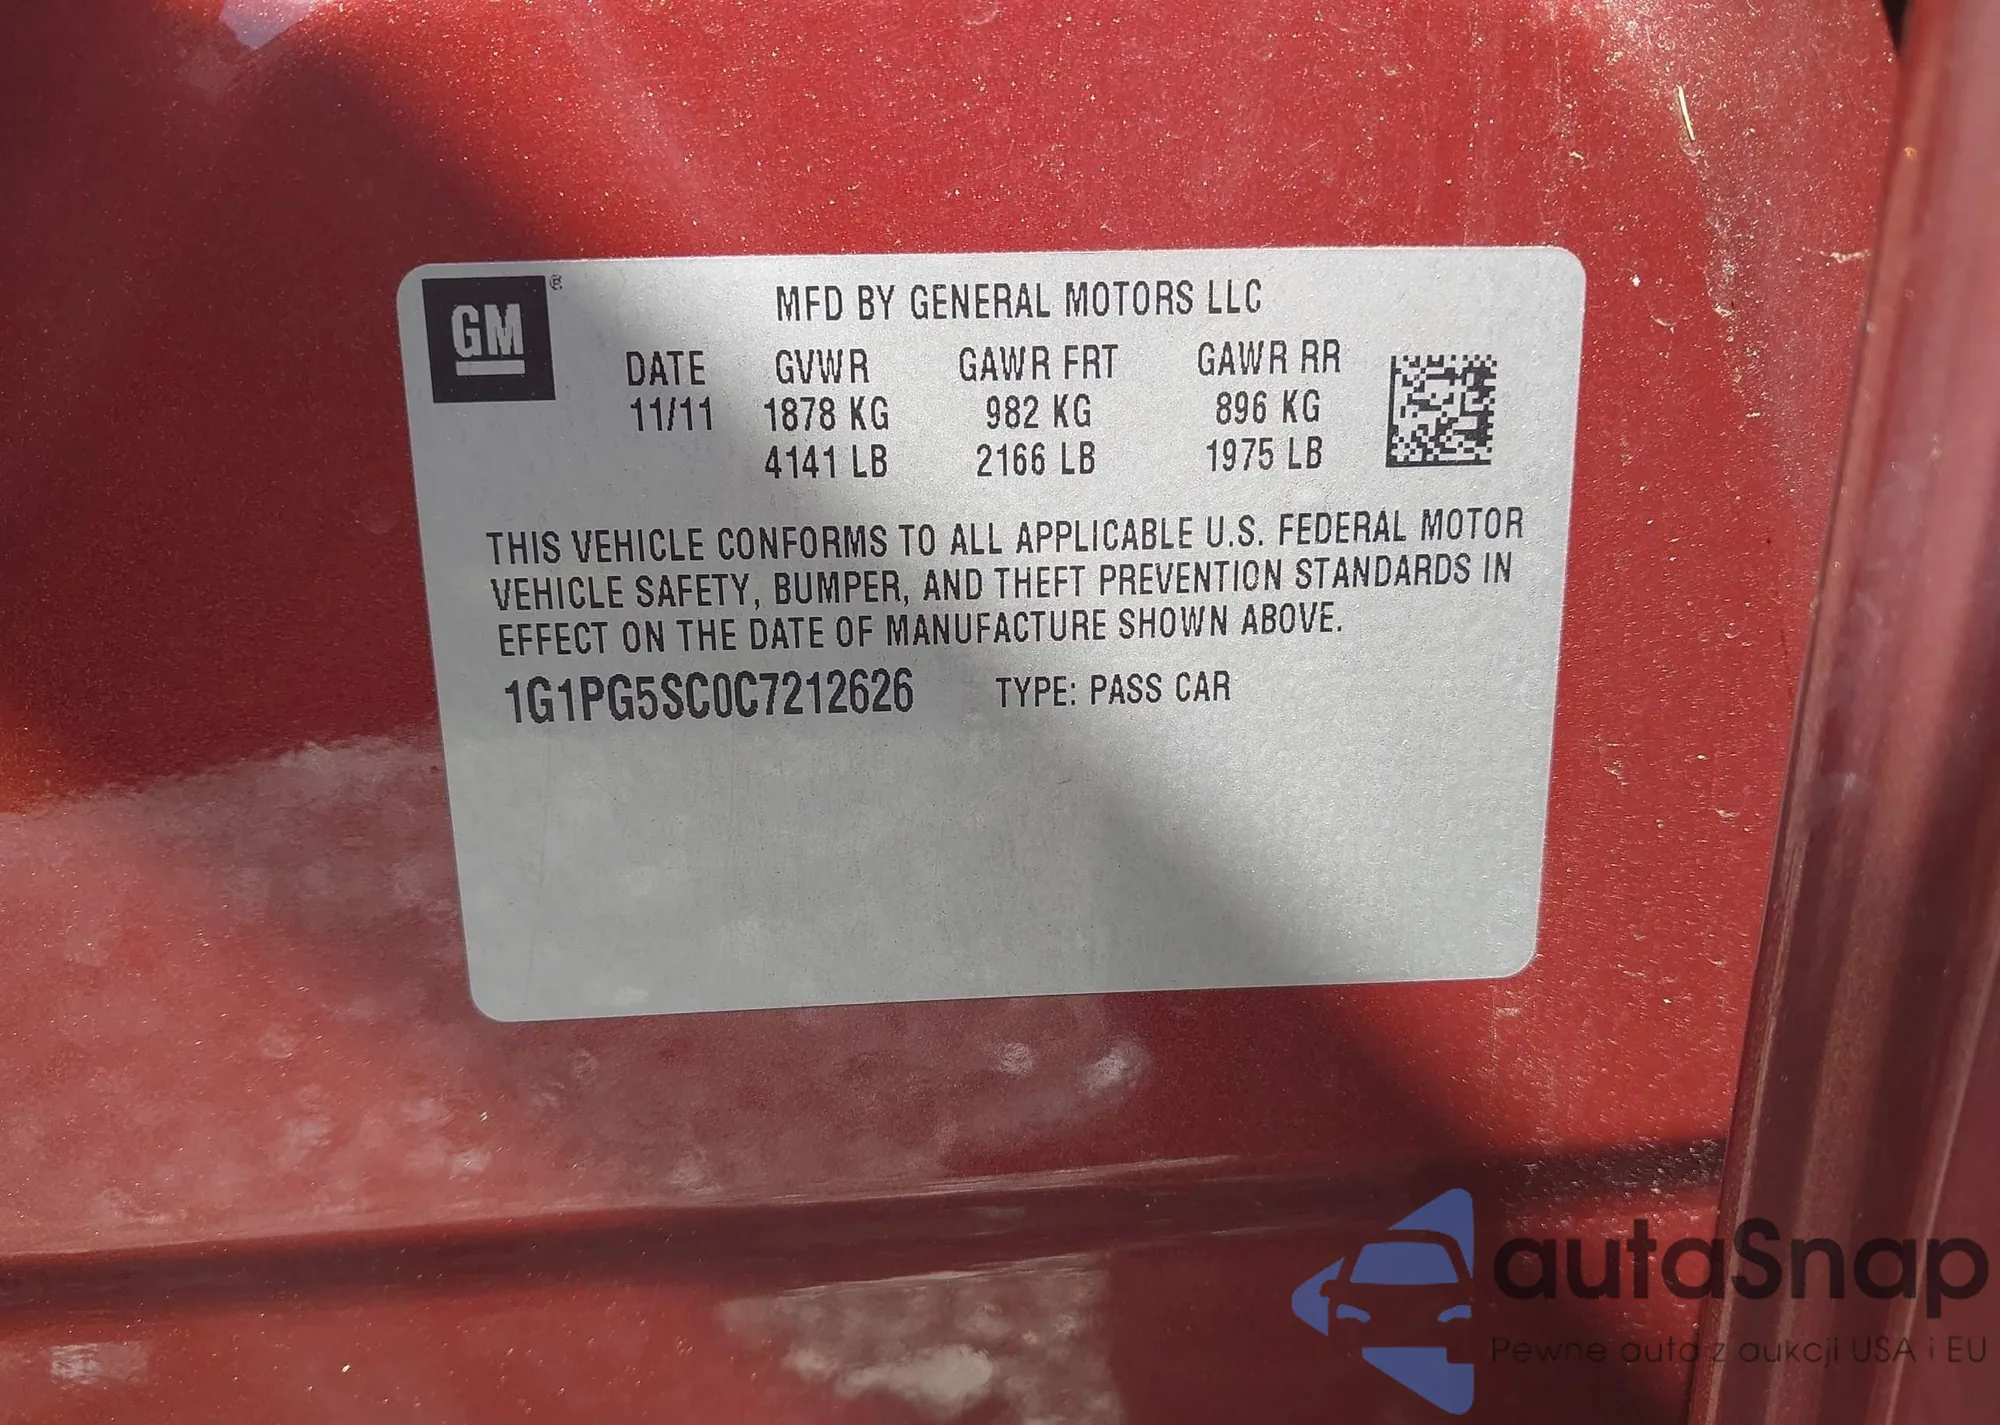 GM®
MFD BY GENERAL MOTORS LLC
DATE GVWR GAWR FRT GAWR RR
11/11 1878 KG 982 KG 896 KG
4141 LB 2166 LB 1975 LB
THIS VEHICLE CONFORMS TO ALL APPLICABLE U.S. FEDERAL MOTOR
VEHICLE SAFETY, BUMPER, AND THEFT PREVENTION STANDARDS IN
EFFECT ON THE DATE OF MANUFACTURE SHOWN ABOVE.
1G1PG5SC0C7212626 TYPE: PASS CAR
autaSnap
Pewne auta z aukcji USA i EU